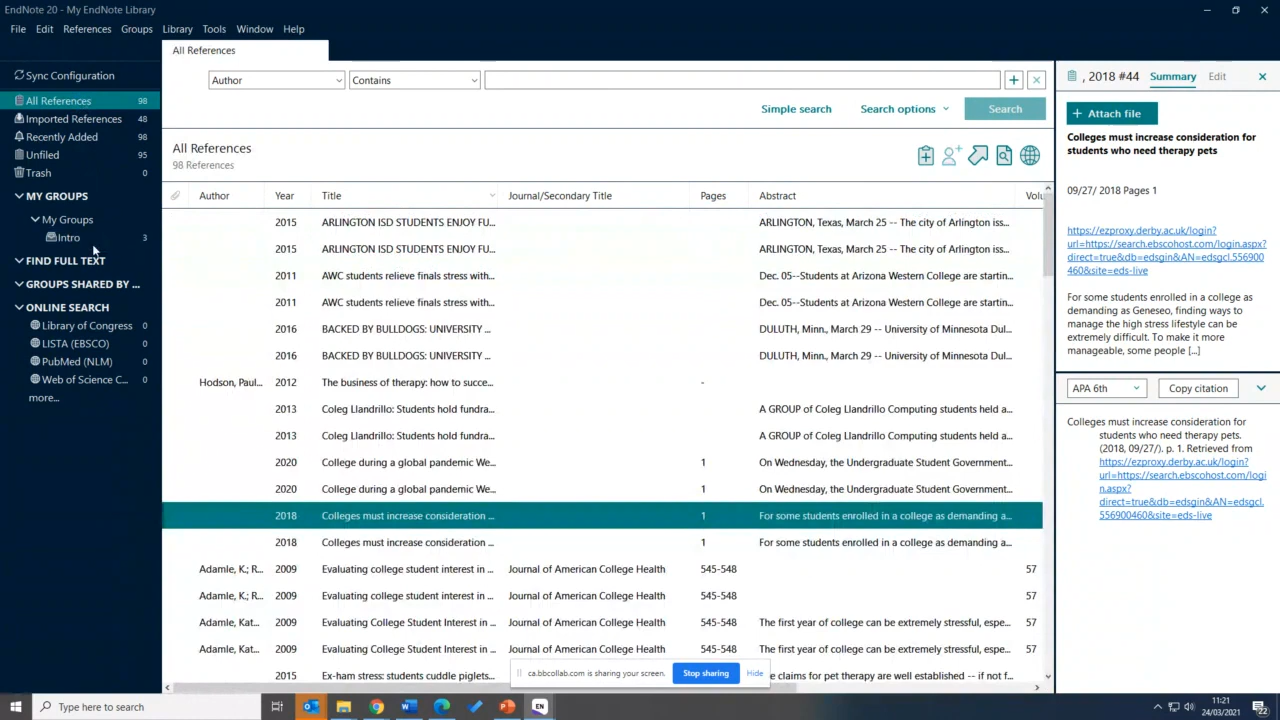 EndNote 20 - My EndNote Library
File Edit References Groups Library Tools Window Help
All References
Sync Configuration
All References 98
Imported References 48
Recently Added 98
Unfiled 95
Trash 0
MY GROUPS
My Groups
Intro 3
FIND FULL TEXT
GROUPS SHARED BY ...
ONLINE SEARCH
Library of Congress 0
LISTA (EBSCO) 0
PubMed (NLM) 0
Web of Science C... 0
more...
Author Contains
Simple search Search options Search
All References
98 References
Author Year Title Journal/Secondary Title Pages Abstract Volu
2015 ARLINGTON ISD STUDENTS ENJOY FU... ARLINGTON, Texas, March 25 -- The city of Arlington iss...
2015 ARLINGTON ISD STUDENTS ENJOY FU... ARLINGTON, Texas, March 25 -- The city of Arlington iss...
2011 AWC students relieve finals stress with... Dec. 05--Students at Arizona Western College are startin...
2011 AWC students relieve finals stress with... Dec. 05--Students at Arizona Western College are startin...
2016 BACKED BY BULLDOGS: UNIVERSITY ... DULUTH, Minn., March 29 -- University of Minnesota Dul...
2016 BACKED BY BULLDOGS: UNIVERSITY ... DULUTH, Minn., March 29 -- University of Minnesota Dul...
Hodson, Paul... 2012 The business of therapy: how to succe... -
2013 Coleg Llandrillo: Students hold fundra... A GROUP of Coleg Llandrillo Computing students held a...
2013 Coleg Llandrillo: Students hold fundra... A GROUP of Coleg Llandrillo Computing students held a...
2020 College during a global pandemic We... 1 On Wednesday, the Undergraduate Student Government...
2020 College during a global pandemic We... 1 On Wednesday, the Undergraduate Student Government...
2018 Colleges must increase consideration ... 1 For some students enrolled in a college as demanding a...
2018 Colleges must increase consideration ... 1 For some students enrolled in a college as demanding a...
Adamle, K.; R... 2009 Evaluating college student interest in ... Journal of American College Health 545-548 57
Adamle, K.; R... 2009 Evaluating college student interest in ... Journal of American College Health 545-548 57
Adamle, Kat... 2009 Evaluating College Student Interest in ... Journal of American College Health 545-548 The first year of college can be extremely stressful, espe... 57
Adamle, Kat... 2009 Evaluating College Student Interest in ... Journal of American College Health 545-548 The first year of college can be extremely stressful, espe... 57
2015 Ex-ham stress: students cuddle piglets... claims for pet therapy are well established -- if not f...
ca.bbcollab.com is sharing your screen. Stop sharing Hide
, 2018 #44 Summary Edit
+ Attach file
Colleges must increase consideration for
students who need therapy pets
09/27/ 2018 Pages 1
https://ezproxy.derby.ac.uk/login?
url=https://search.ebscohost.com/login.aspx?
direct=true&db=edsgin&AN=edsgcl.556900
460&site=eds-live
For some students enrolled in a college as
demanding as Geneseo, finding ways to
manage the high stress lifestyle can be
extremely difficult. To make it more
manageable, some people [...]
APA 6th Copy citation
Colleges must increase consideration for
students who need therapy pets.
(2018, 09/27/). p. 1. Retrieved from
https://ezproxy.derby.ac.uk/login?
url=https://search.ebscohost.com/logi
n.aspx?
direct=true&db=edsgin&AN=edsgcl.
556900460&site=eds-live
Type here to search
EN
11:21
24/03/2021
22